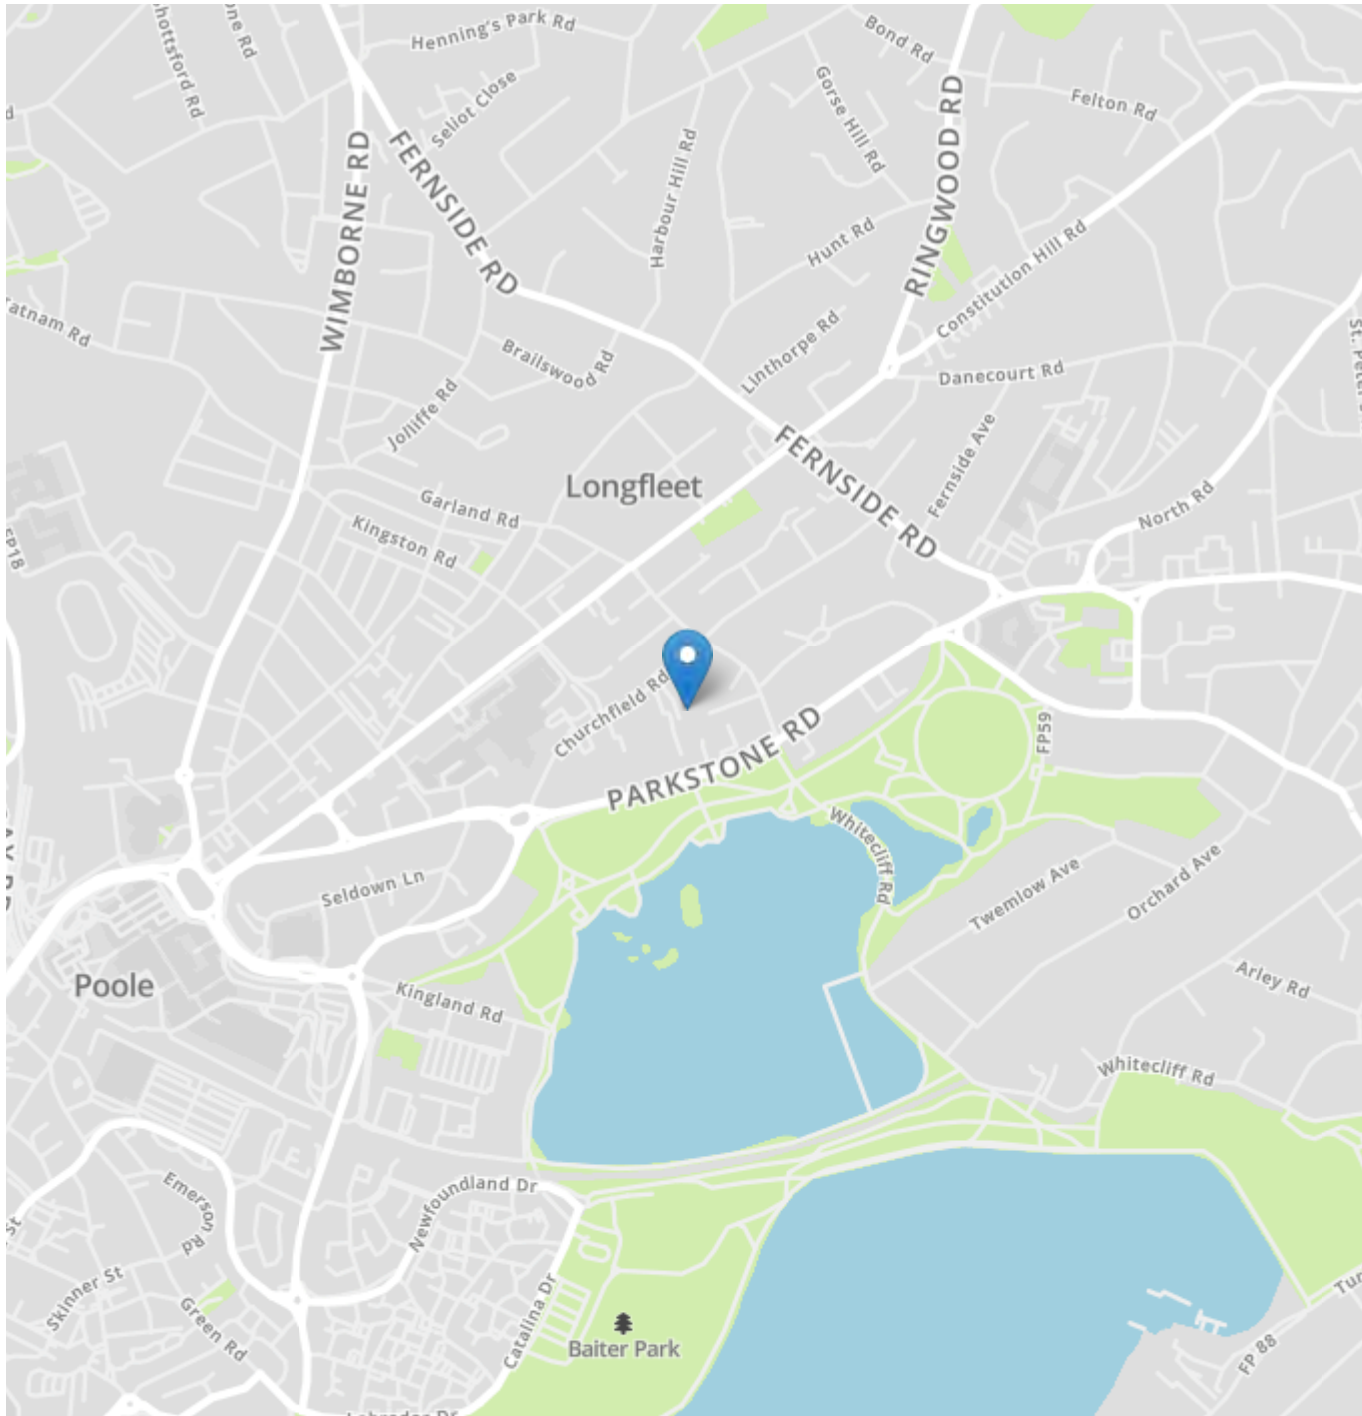 Henning's Park Rd
Bond Rd
Seliot Close
Gorse Hill Rd
Felton Rd
RINGWOOD RD
WIMBORNE RD
FERNSIDE RD
Harbour Hill Rd
Hunt Rd
Constitution Hill Rd
Linthorpe Rd
Brailswood Rd
Danecourt Rd
Jolliffe Rd
Fernside Ave
FERNSIDE RD
Longfleet
Garland Rd
North Rd
Kingston Rd
FP18
Churchfield Rd
PARKSTONE RD
FP59
Whitecliff Rd
Seldown Ln
Twemlow Ave
Orchard Ave
Poole
Kingland Rd
Arley Rd
Whitecliff Rd
Emerson Rd
Newfoundland Dr
Skinner St
Green Rd
Catalina Dr
Baiter Park
FP 88